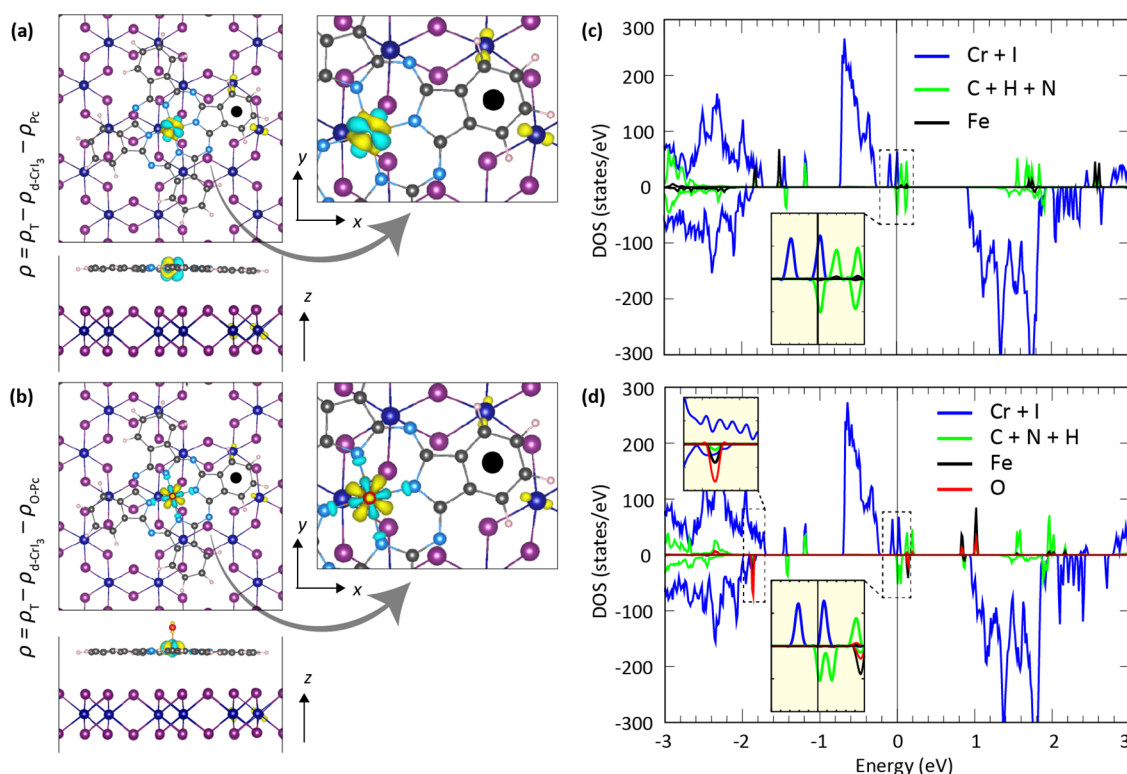 (a)
ρ = ρT − ρd-CrI3 − ρPc
y
x
z
(b)
ρ = ρT − ρd-CrI3 − ρO-Pc
y
x
z
(c)
DOS (states/eV)
300
200
100
0
-100
-200
-300
Cr + I
C + H + N
Fe
(d)
DOS (states/eV)
300
200
100
0
-100
-200
-300
Cr + I
C + N + H
Fe
O
-3 -2 -1 0 1 2 3
Energy (eV)